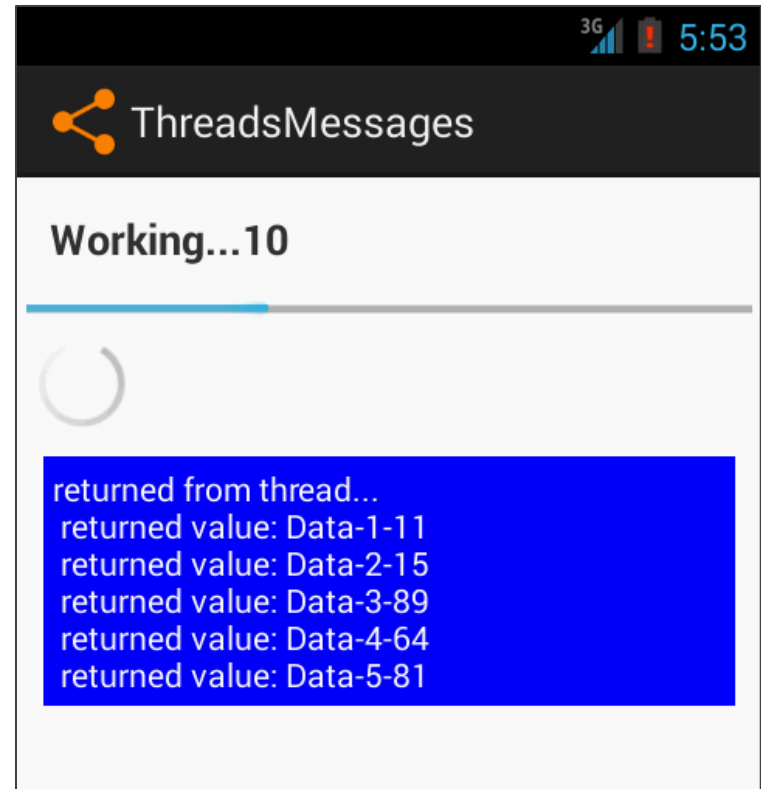 3G 5:53
ThreadsMessages
Working...10
returned from thread...
returned value: Data-1-11
returned value: Data-2-15
returned value: Data-3-89
returned value: Data-4-64
returned value: Data-5-81